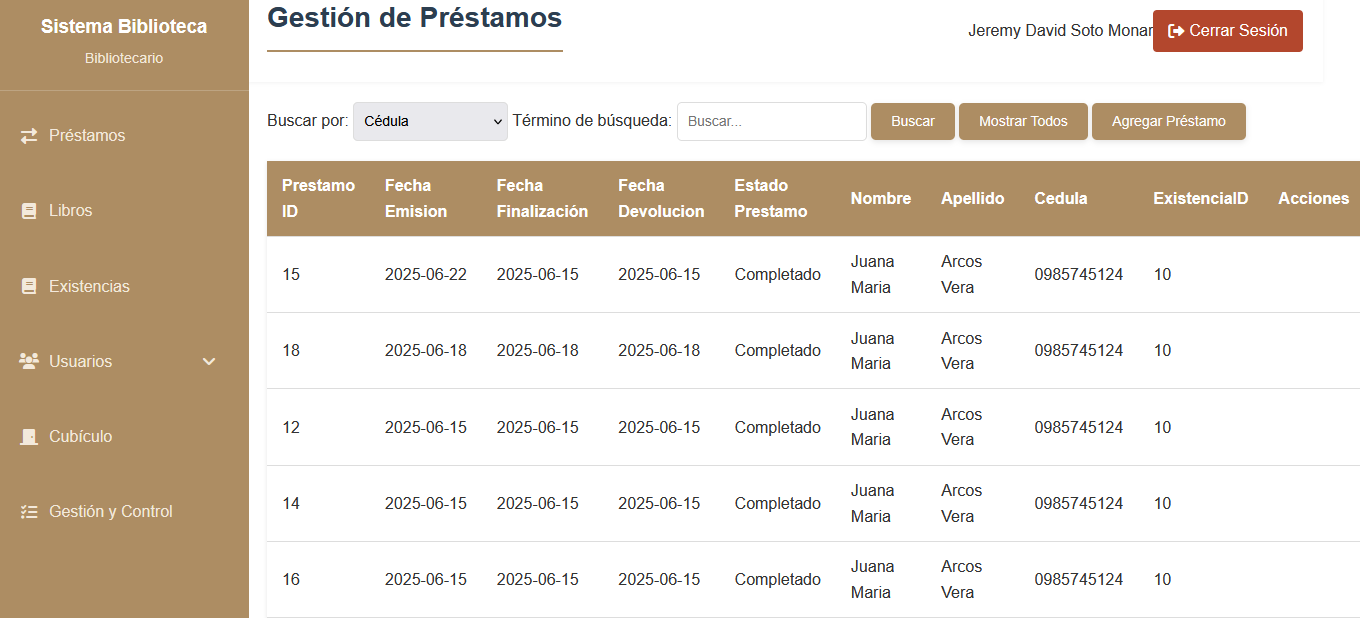 Sistema Biblioteca
Bibliotecario
Préstamos
Libros
Existencias
Usuarios
Cubículo
Gestión y Control
Gestión de Préstamos
Jeremy David Soto Monar
Cerrar Sesión
Buscar por: Cédula Término de búsqueda: Buscar... Buscar Mostrar Todos Agregar Préstamo
Prestamo ID Fecha Emision Fecha Finalización Fecha Devolucion Estado Prestamo Nombre Apellido Cedula ExistenciaID Acciones
15 2025-06-22 2025-06-15 2025-06-15 Completado Juana Maria Arcos Vera 0985745124 10
18 2025-06-18 2025-06-18 2025-06-18 Completado Juana Maria Arcos Vera 0985745124 10
12 2025-06-15 2025-06-15 2025-06-15 Completado Juana Maria Arcos Vera 0985745124 10
14 2025-06-15 2025-06-15 2025-06-15 Completado Juana Maria Arcos Vera 0985745124 10
16 2025-06-15 2025-06-15 2025-06-15 Completado Juana Maria Arcos Vera 0985745124 10